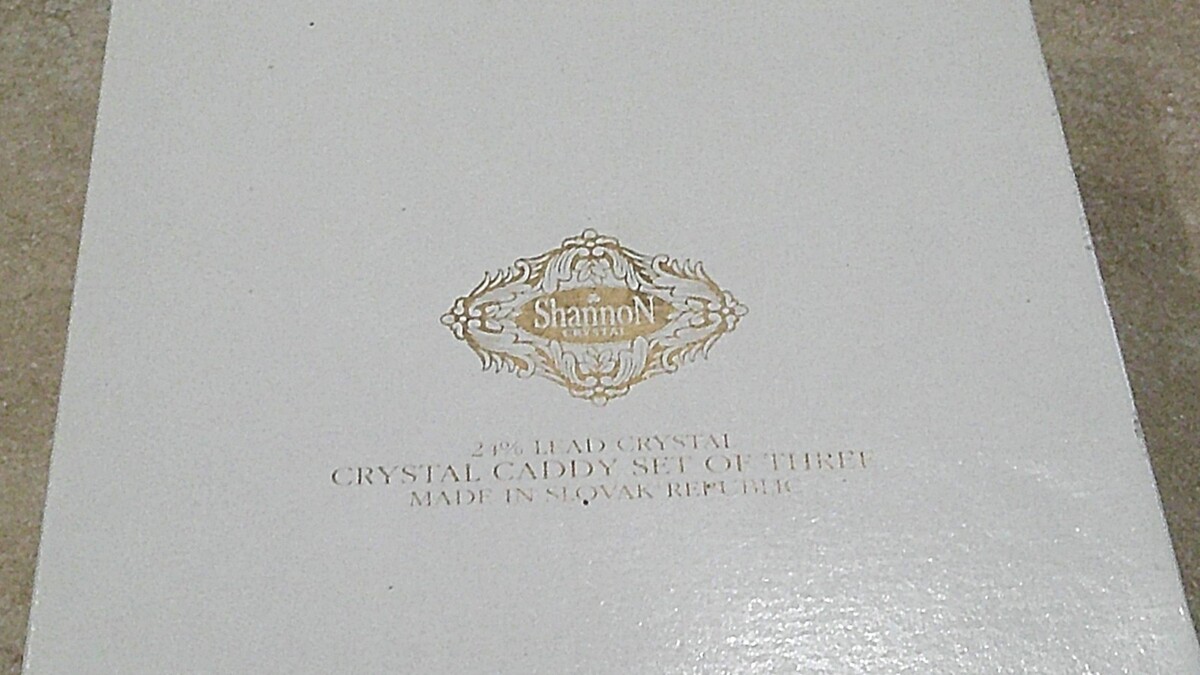 ShannoN
CRYSTAL
24% LEAD CRYSTAL
CRYSTAL CADDY SET OF THREE
MADE IN SLOVAK REPUBLIC